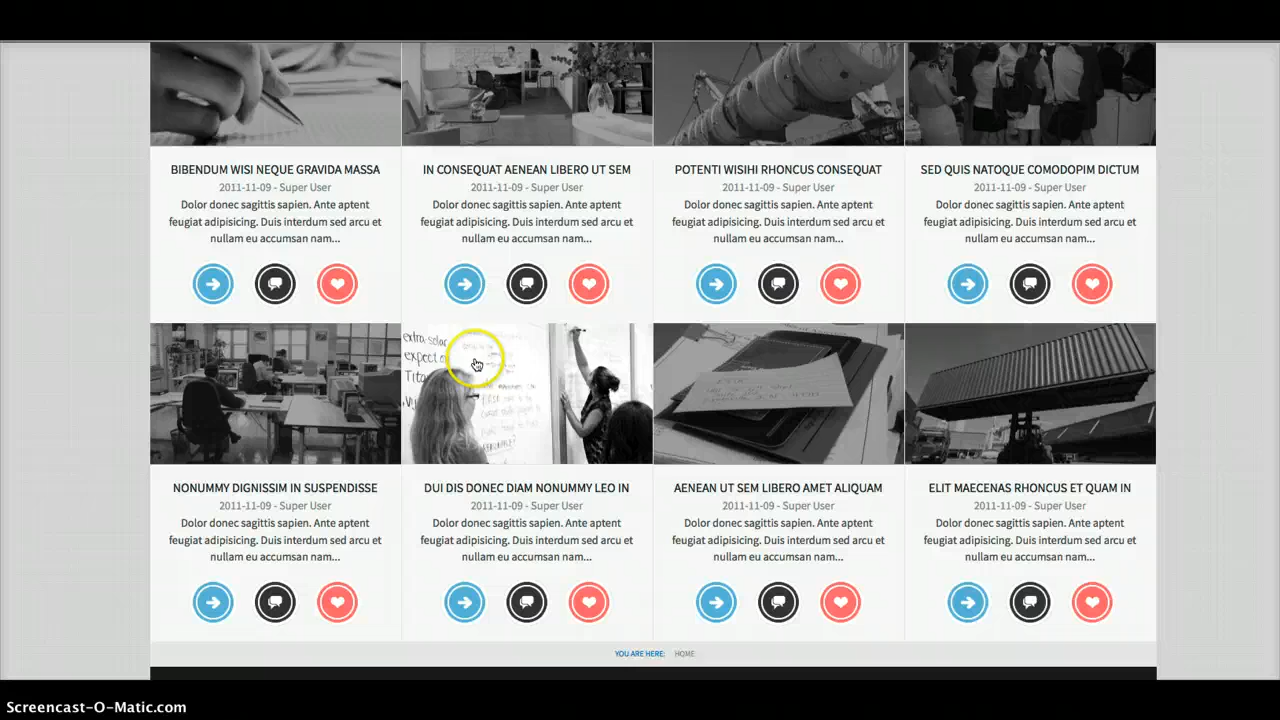 BIBENDUM WISI NEQUE GRAVIDA MASSA
2011-11-09 - Super User
Dolor donec sagittis sapien. Ante aptent
feugiat adipisicing. Duis interdum sed arcu et
nullam eu accumsan nam...
IN CONSEQUAT AENEAN LIBERO UT SEM
2011-11-09 - Super User
Dolor donec sagittis sapien. Ante aptent
feugiat adipisicing. Duis interdum sed arcu et
nullam eu accumsan nam...
POTENTI WISIHI RHONCUS CONSEQUAT
2011-11-09 - Super User
Dolor donec sagittis sapien. Ante aptent
feugiat adipisicing. Duis interdum sed arcu et
nullam eu accumsan nam...
SED QUIS NATOQUE COMODOPIM DICTUM
2011-11-09 - Super User
Dolor donec sagittis sapien. Ante aptent
feugiat adipisicing. Duis interdum sed arcu et
nullam eu accumsan nam...
extra-solar
expect
NONUMMY DIGNISSIM IN SUSPENDISSE
2011-11-09 - Super User
Dolor donec sagittis sapien. Ante aptent
feugiat adipisicing. Duis interdum sed arcu et
nullam eu accumsan nam...
DUI DIS DONEC DIAM NONUMMY LEO IN
2011-11-09 - Super User
Dolor donec sagittis sapien. Ante aptent
feugiat adipisicing. Duis interdum sed arcu et
nullam eu accumsan nam...
AENEAN UT SEM LIBERO AMET ALIQUAM
2011-11-09 - Super User
Dolor donec sagittis sapien. Ante aptent
feugiat adipisicing. Duis interdum sed arcu et
nullam eu accumsan nam...
ELIT MAECENAS RHONCUS ET QUAM IN
2011-11-09 - Super User
Dolor donec sagittis sapien. Ante aptent
feugiat adipisicing. Duis interdum sed arcu et
nullam eu accumsan nam...
YOU ARE HERE: HOME
Screencast-O-Matic.com